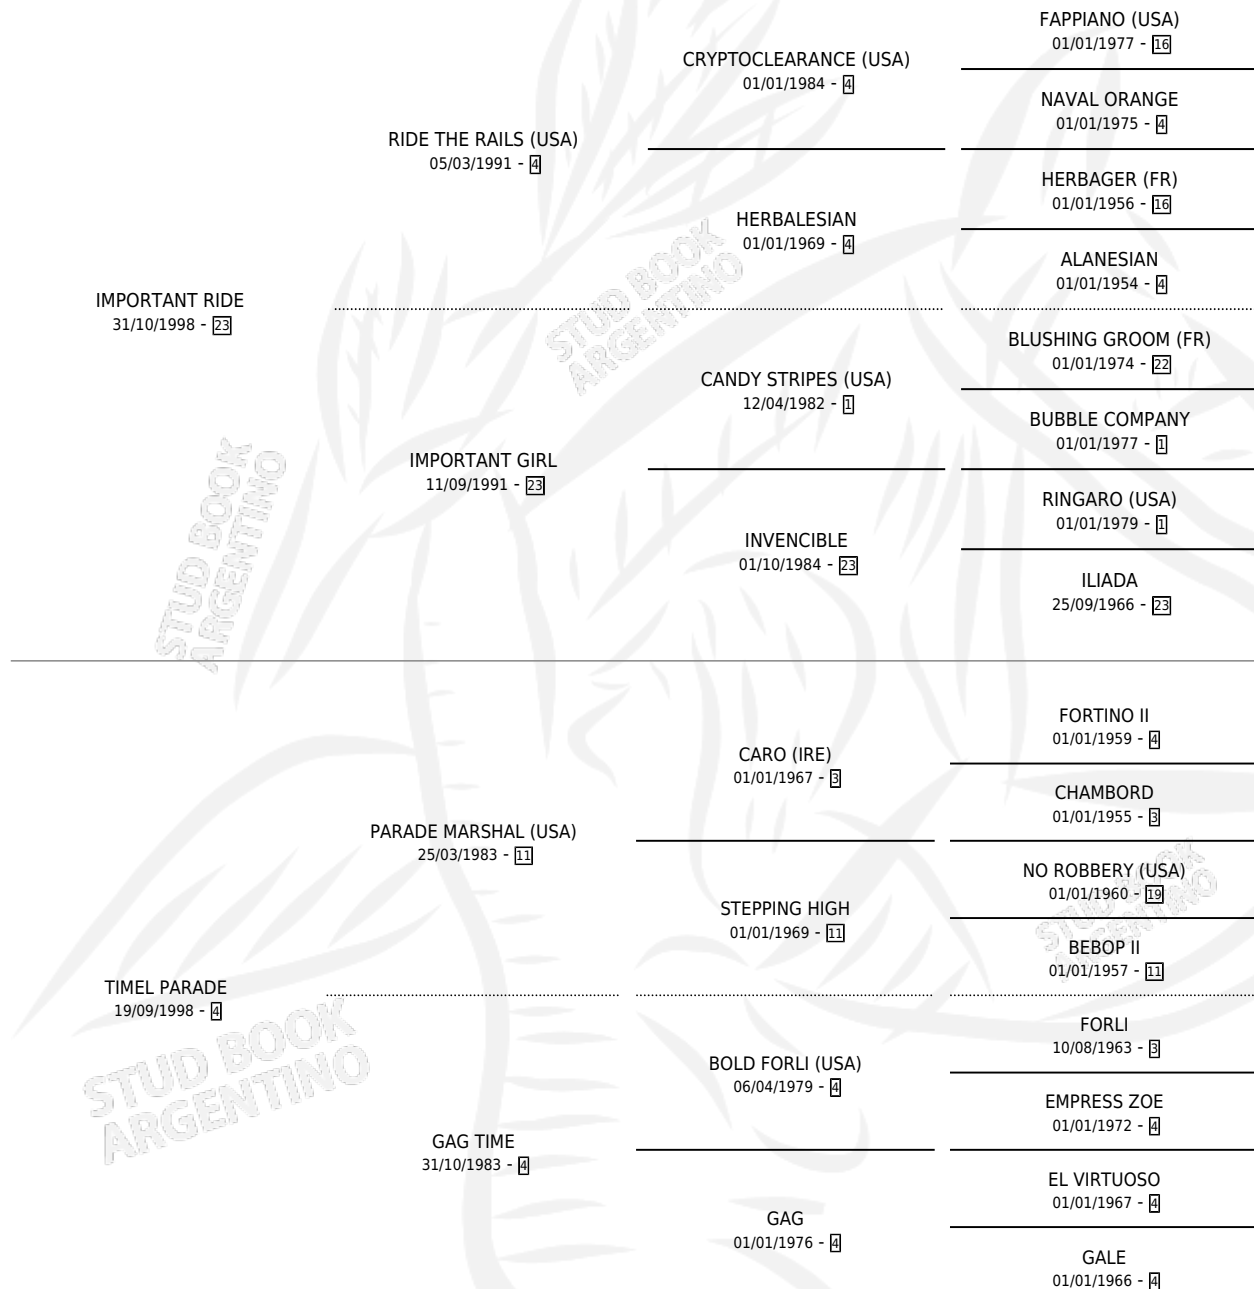 FAPPIANO (USA)
01/01/1977 - 16
CRYPTOCLEARANCE (USA)
01/01/1984 - 4
NAVAL ORANGE
01/01/1975 - 4
RIDE THE RAILS (USA)
05/03/1991 - 4
HERBAGER (FR)
01/01/1956 - 16
HERBALESIAN
01/01/1969 - 4
ALANESIAN
01/01/1954 - 4
IMPORTANT RIDE
31/10/1998 - 23
BLUSHING GROOM (FR)
01/01/1974 - 22
CANDY STRIPES (USA)
12/04/1982 - 1
BUBBLE COMPANY
01/01/1977 - 1
IMPORTANT GIRL
11/09/1991 - 23
RINGARO (USA)
01/01/1979 - 1
INVENCIBLE
01/10/1984 - 23
ILIADA
25/09/1966 - 23
STUD BOOK
ARGENTINO
STUD BOOK
ARGENTINO
FORTINO II
01/01/1959 - 4
CARO (IRE)
01/01/1967 - 3
CHAMBORD
01/01/1955 - 3
PARADE MARSHAL (USA)
25/03/1983 - 11
NO ROBBERY (USA)
01/01/1960 - 19
STEPPING HIGH
01/01/1969 - 11
BEBOP II
01/01/1957 - 11
STUD BOOK
ARGENTINO
TIMEL PARADE
19/09/1998 - 4
FORLI
10/08/1963 - 3
BOLD FORLI (USA)
06/04/1979 - 4
EMPRESS ZOE
01/01/1972 - 4
STUD BOOK
ARGENTINO
GAG TIME
31/10/1983 - 4
EL VIRTUOSO
01/01/1967 - 4
GAG
01/01/1976 - 4
GALE
01/01/1966 - 4